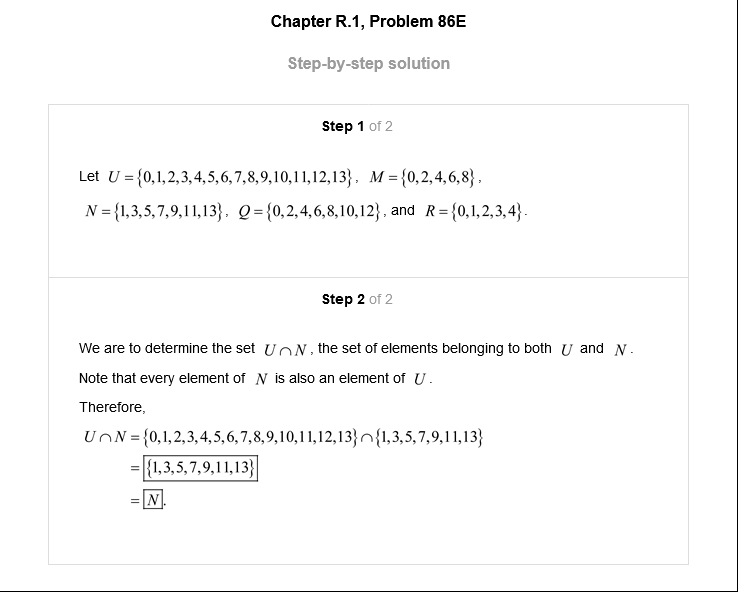 Chapter R.1, Problem 86E
Step-by-step solution
Step 1 of 2
Let U = {0,1,2,3,4,5,6,7,8,9,10,11,12,13}, M = {0,2,4,6,8},
N = {1,3,5,7,9,11,13}, Q = {0,2,4,6,8,10,12}, and R = {0,1,2,3,4}.
Step 2 of 2
We are to determine the set U∩N, the set of elements belonging to both U and N.
Note that every element of N is also an element of U.
Therefore,
U∩N = {0,1,2,3,4,5,6,7,8,9,10,11,12,13}∩{1,3,5,7,9,11,13}
= {1,3,5,7,9,11,13}
= N.